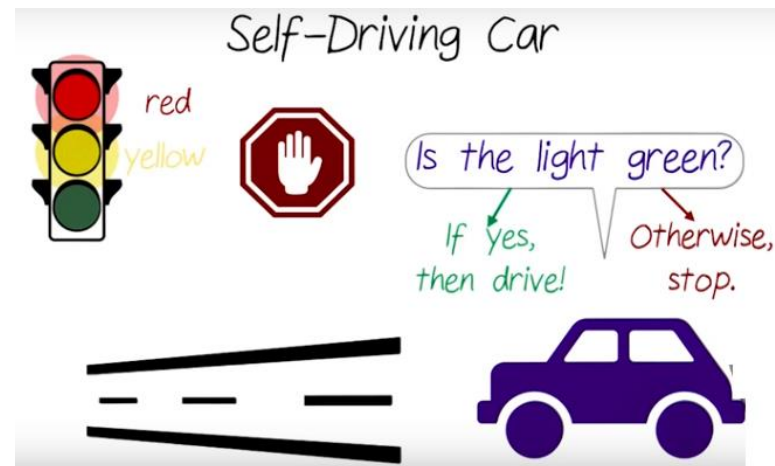 Self-Driving Car
red
yellow
Is the light green?
If yes,
then drive!
Otherwise,
stop.